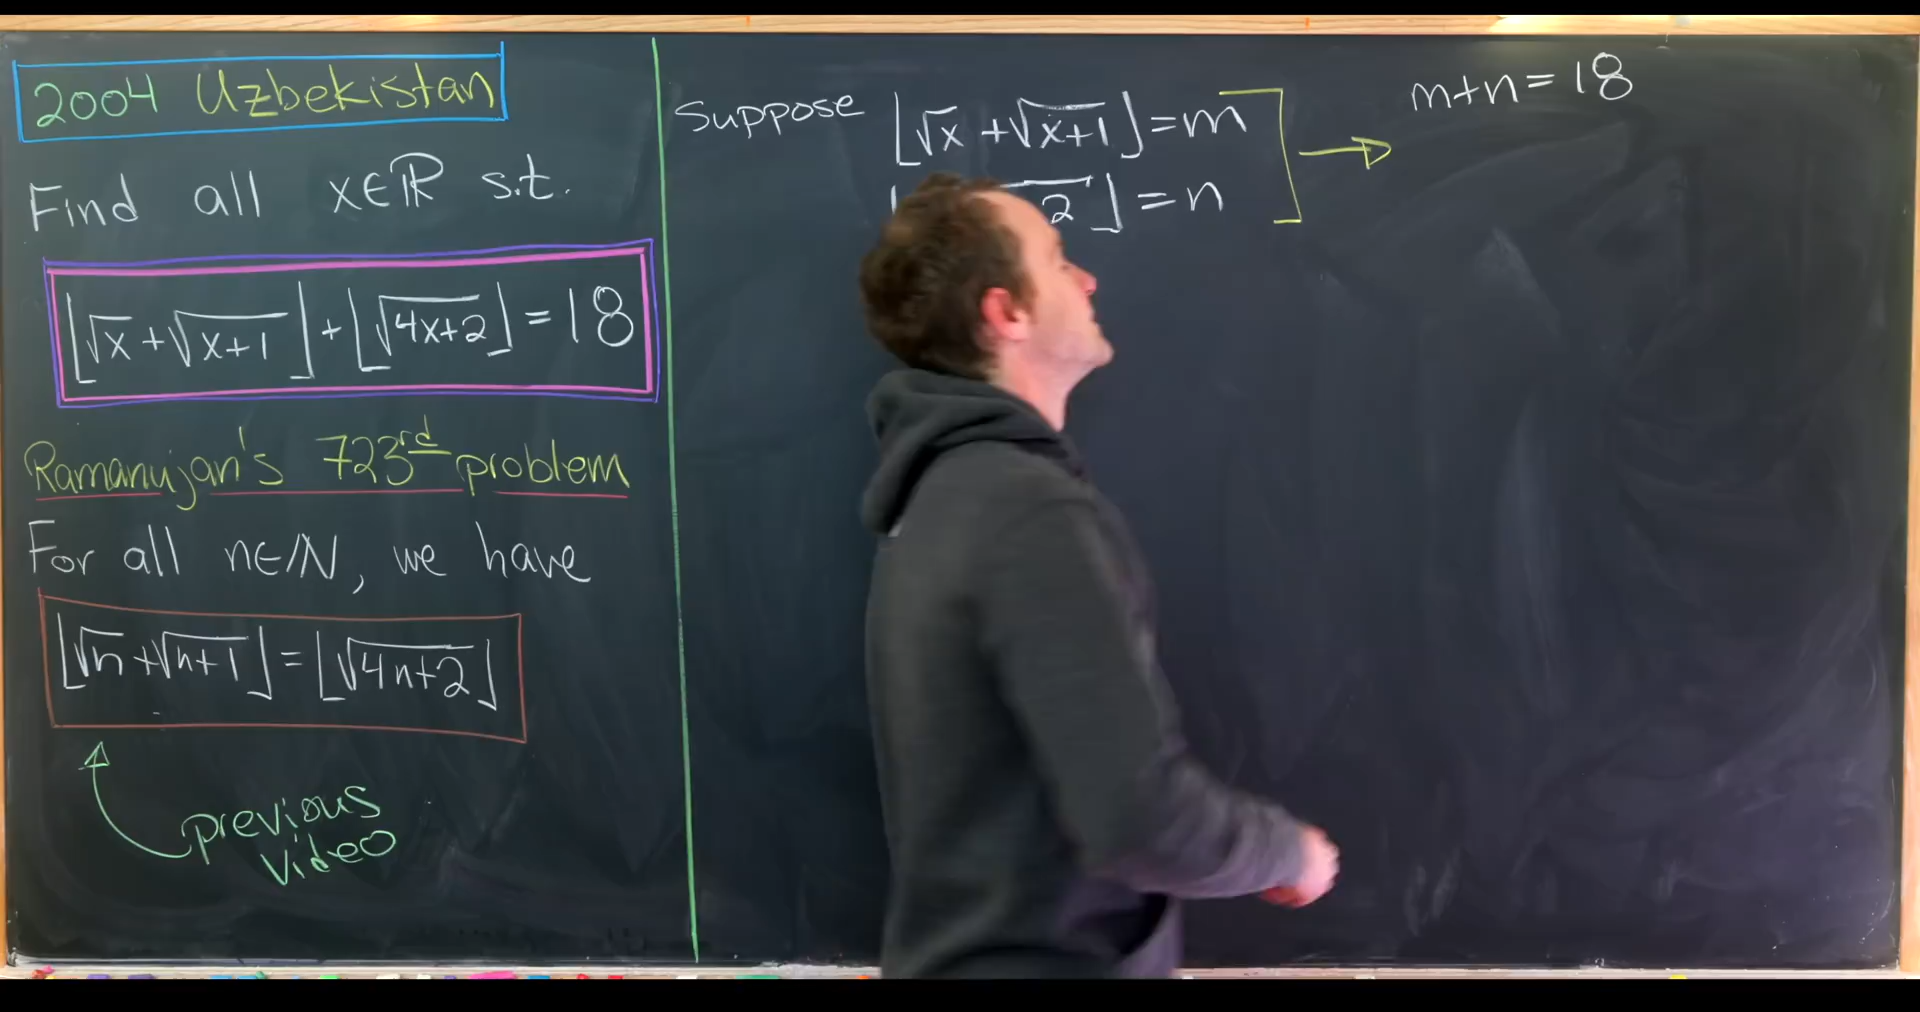 2004 Uzbekistan
Find all x∈ℝ s.t.
⌊√x + √(x+1)⌋ + ⌊√(4x+2)⌋ = 18
Ramanujan's 723rd problem
For all n∈ℕ, we have
⌊√n + √(n+1)⌋ = ⌊√(4n+2)⌋
previous
video
Suppose ⌊√x + √(x+1)⌋ = m
2⌋ = n
→ m+n = 18